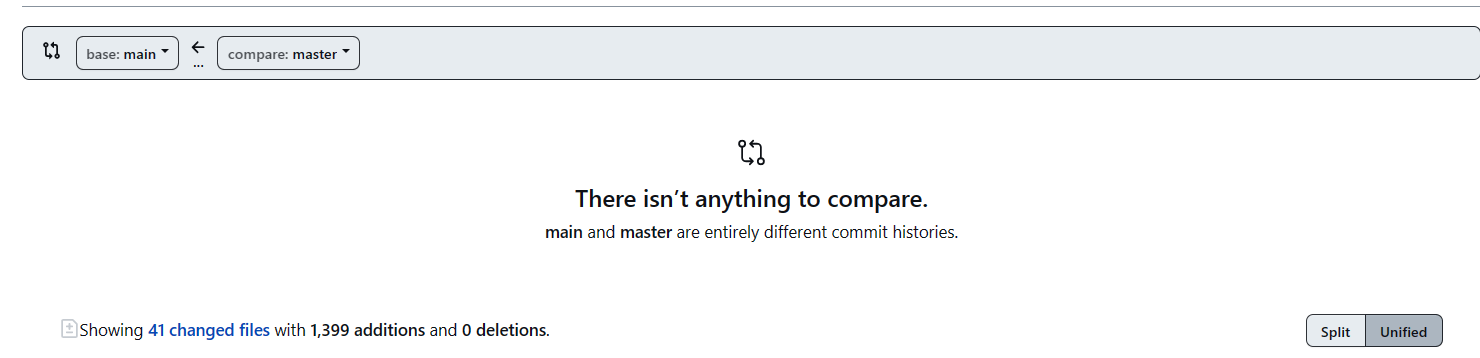 base: main
...
compare: master
There isn’t anything to compare.
main and master are entirely different commit histories.
Showing 41 changed files with 1,399 additions and 0 deletions.
Split Unified